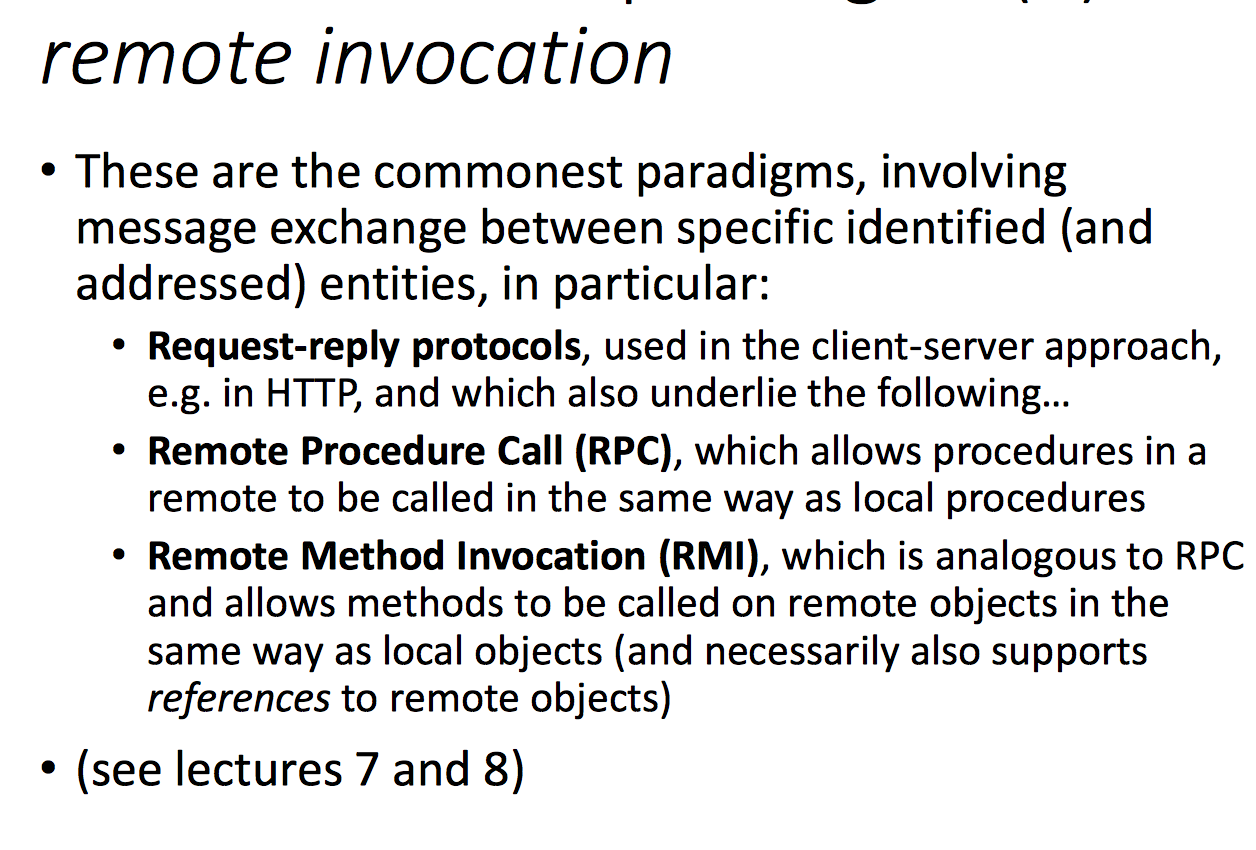 remote invocation
• These are the commonest paradigms, involving
message exchange between specific identified (and
addressed) entities, in particular:
• Request-reply protocols, used in the client-server approach,
e.g. in HTTP, and which also underlie the following...
• Remote Procedure Call (RPC), which allows procedures in a
remote to be called in the same way as local procedures
• Remote Method Invocation (RMI), which is analogous to RPC
and allows methods to be called on remote objects in the
same way as local objects (and necessarily also supports
references to remote objects)
• (see lectures 7 and 8)